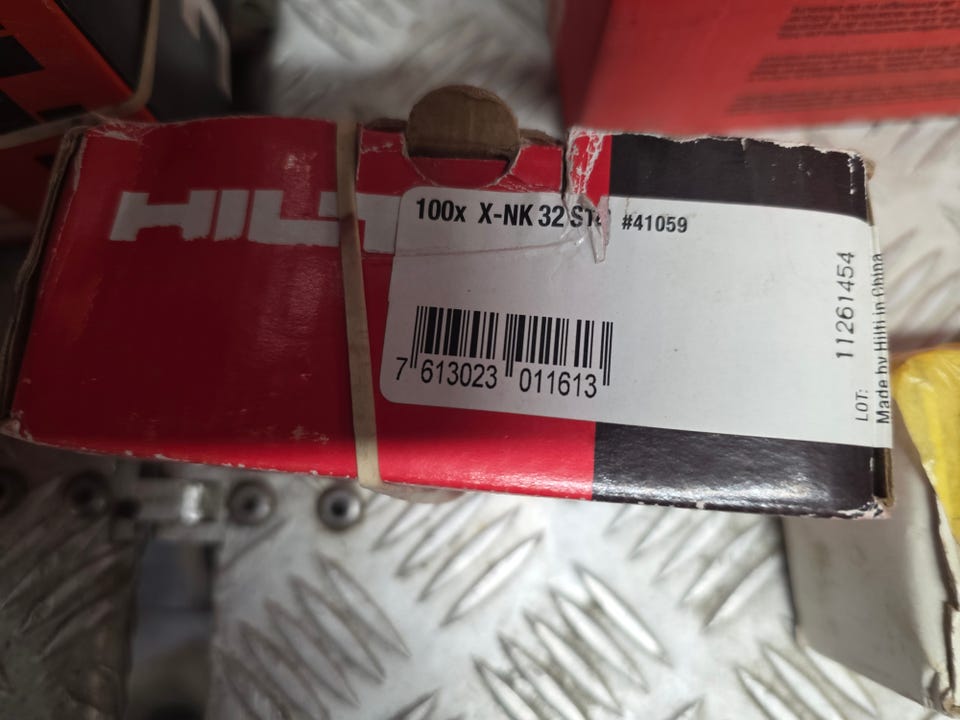 HILTI
100x X-NK 32 #41059
7 613023 011613
LOT:
11261454
Made by Hilti in China